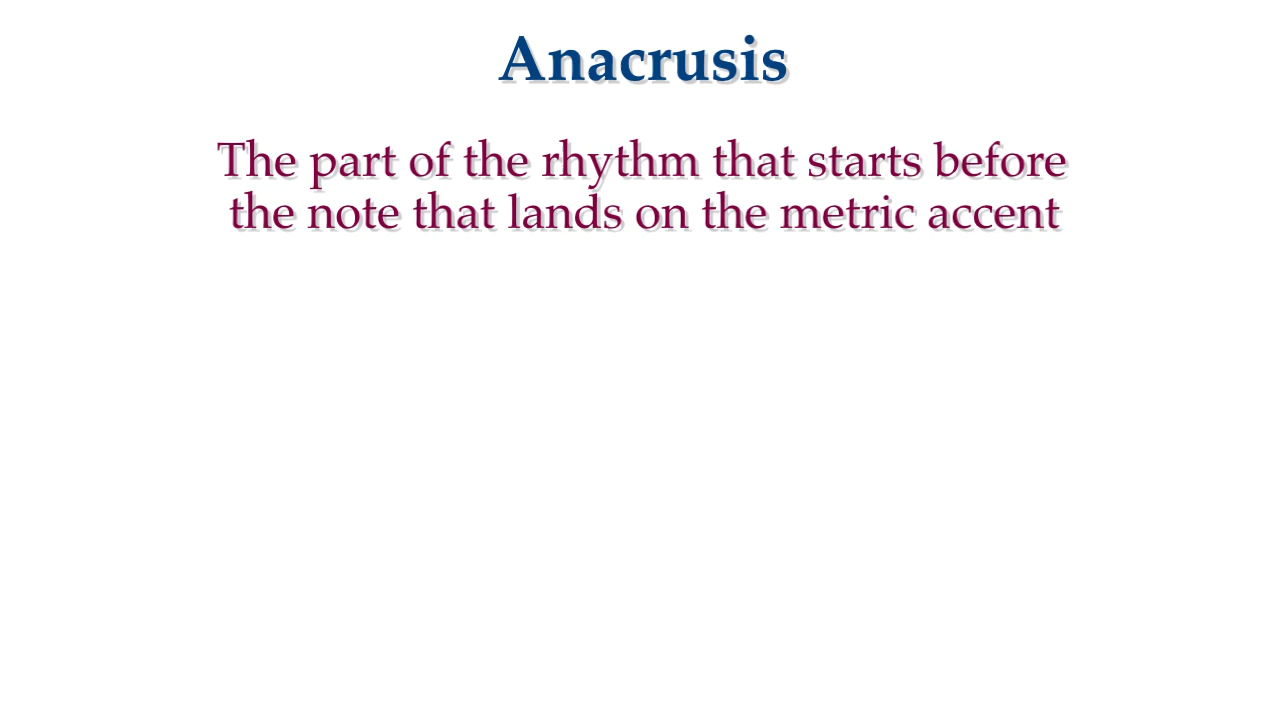 Anacrusis
The part of the rhythm that starts before
the note that lands on the metric accent